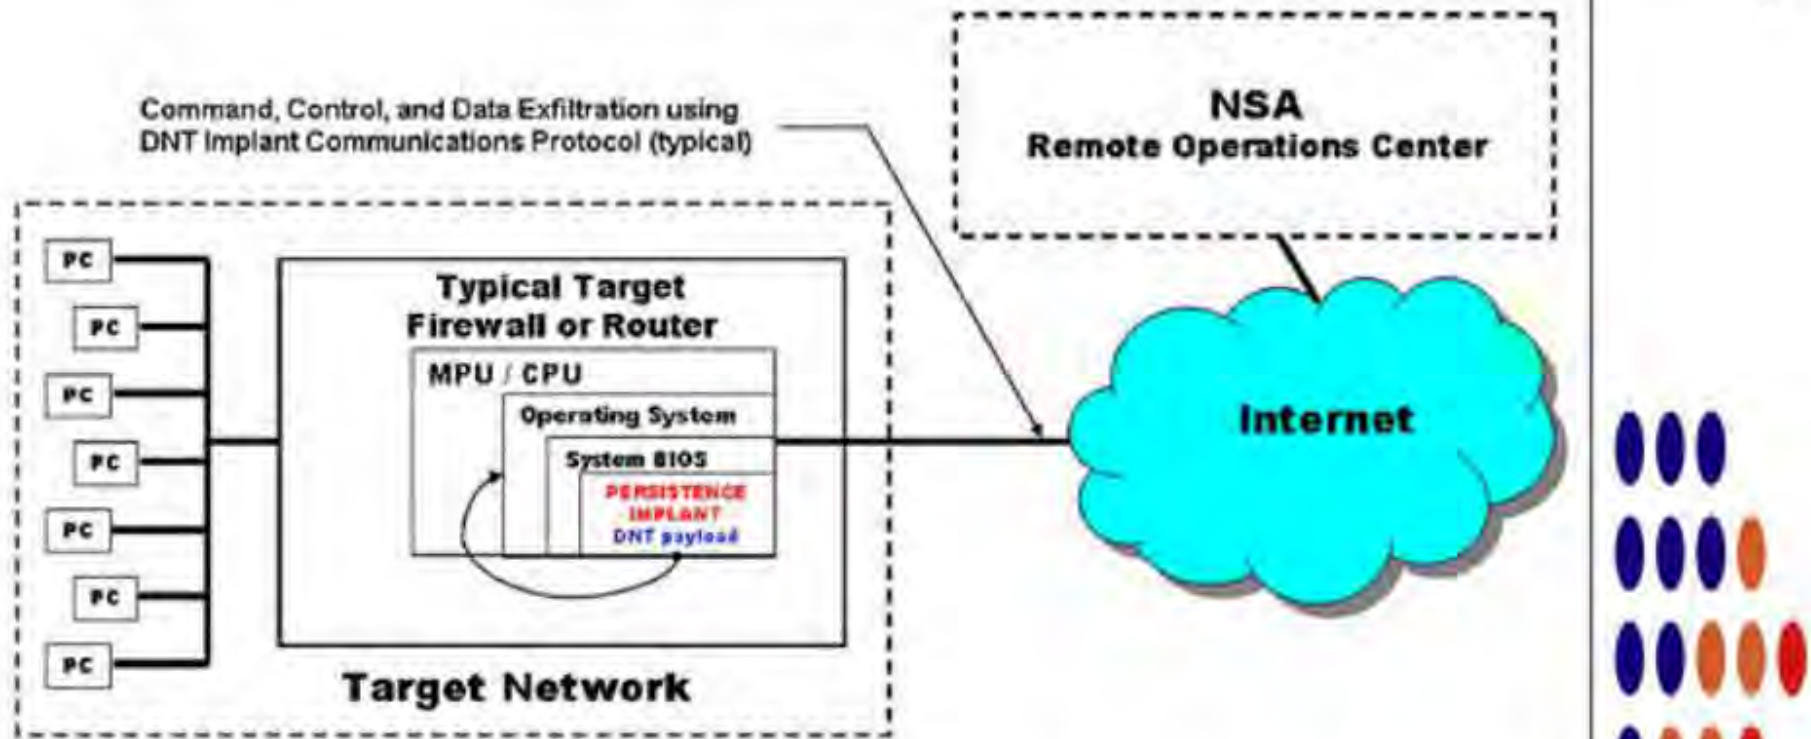 Command, Control, and Data Exfiltration using
DNT Implant Communications Protocol (typical)
NSA
Remote Operations Center
PC
PC
PC
PC
PC
PC
PC
Typical Target
Firewall or Router
MPU / CPU
Operating System
System BIOS
PERSISTENCE
IMPLANT
DNT payload
Internet
Target Network